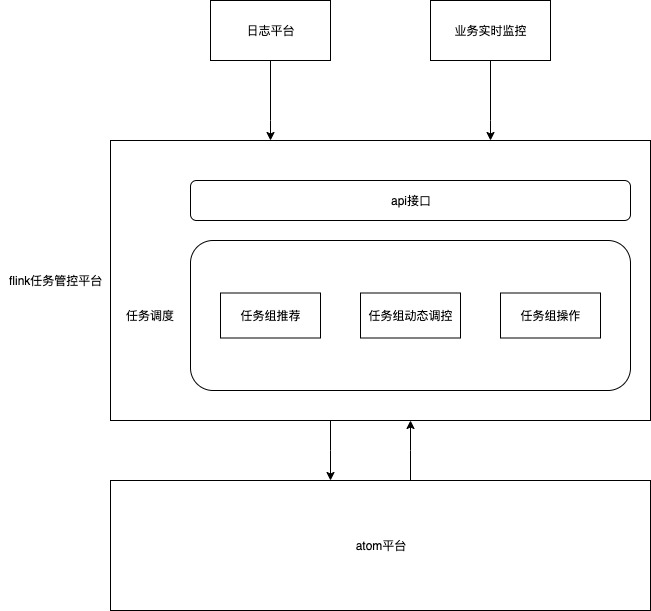 日志平台
业务实时监控
api接口
flink任务管控平台
任务调度
任务组推荐
任务组动态调控
任务组操作
atom平台